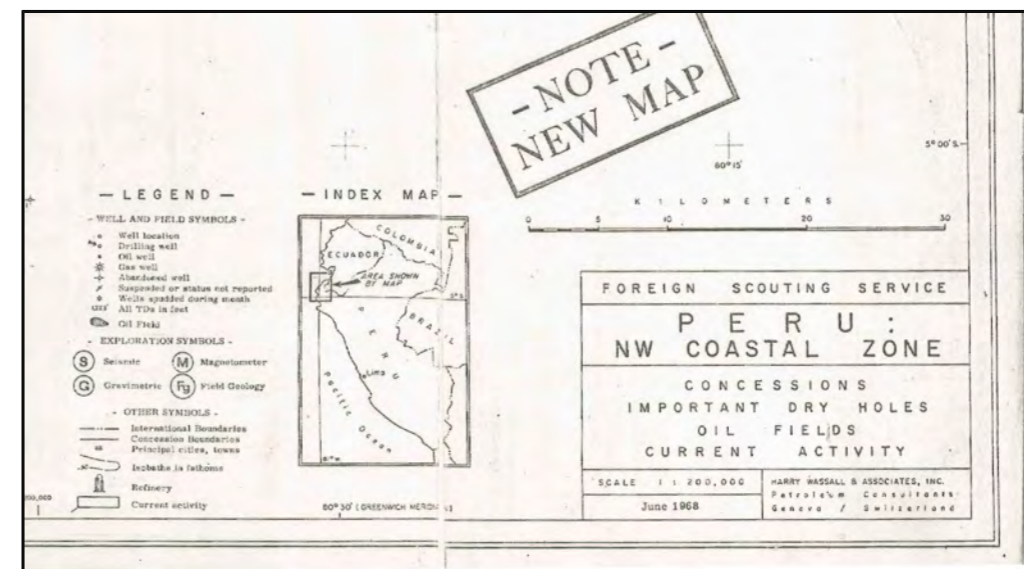 - NOTE -
NEW MAP
5° 00' S.
60° 15'
KILOMETERS
0 5 10 20 30
- LEGEND -
- WELL AND FIELD SYMBOLS -
Well location
Drilling well
Oil well
Gas well
Abandoned well
Suspended or status not reported
Wells spudded during month
All TDs in feet
Oil Field
- EXPLORATION SYMBOLS -
S Seismic
M Magnetometer
G Gravimetric
Fg Field Geology
- OTHER SYMBOLS -
International Boundaries
Concession Boundaries
Principal cities, towns
Isobaths in fathoms
Refinery
Current activity
- INDEX MAP -
COLOMBIA
ECUADOR
AREA SHOWN
BY MAP
PERU
BRAZIL
Lima
Pacific Ocean
80° 30' (GREENWICH MERIDIAN)
FOREIGN SCOUTING SERVICE
PERU:
NW COASTAL ZONE
CONCESSIONS
IMPORTANT DRY HOLES
OIL FIELDS
CURRENT ACTIVITY
SCALE 1 : 200,000
June 1968
HARRY WASSALL & ASSOCIATES, INC.
Petroleum Consultants
Geneva / Switzerland